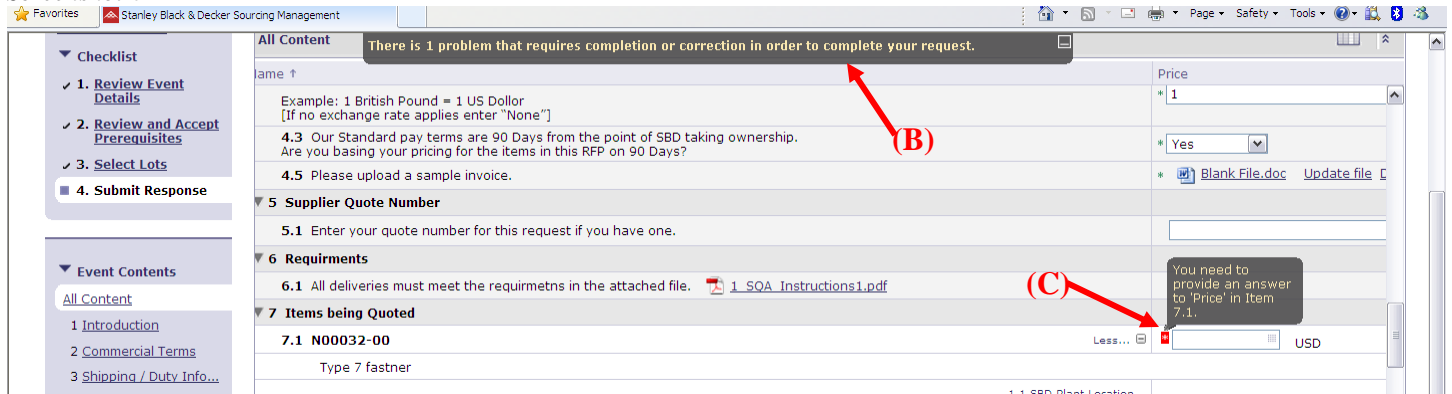 Favorites Stanley Black & Decker Sourcing Management Page Safety Tools
Checklist
1. Review Event
Details
2. Review and Accept
Prerequisites
3. Select Lots
4. Submit Response
Event Contents
All Content
1 Introduction
2 Commercial Terms
3 Shipping / Duty Info...
All Content
There is 1 problem that requires completion or correction in order to complete your request.
(B)
Name ↑ Price
Example: 1 British Pound = 1 US Dollor
[If no exchange rate applies enter “None”]
* 1
4.3 Our Standard pay terms are 90 Days from the point of SBD taking ownership.
Are you basing your pricing for the items in this RFP on 90 Days?
* Yes
4.5 Please upload a sample invoice.
* Blank File.doc Update file
5 Supplier Quote Number
5.1 Enter your quote number for this request if you have one.
6 Requirments
6.1 All deliveries must meet the requirmetns in the attached file. 1_SQA_Instructions1.pdf
(C)
You need to
provide an answer
to 'Price' in Item
7.1.
7 Items being Quoted
7.1 N00032-00 Less... * USD
Type 7 fastner
1.1 SBD Plant Location